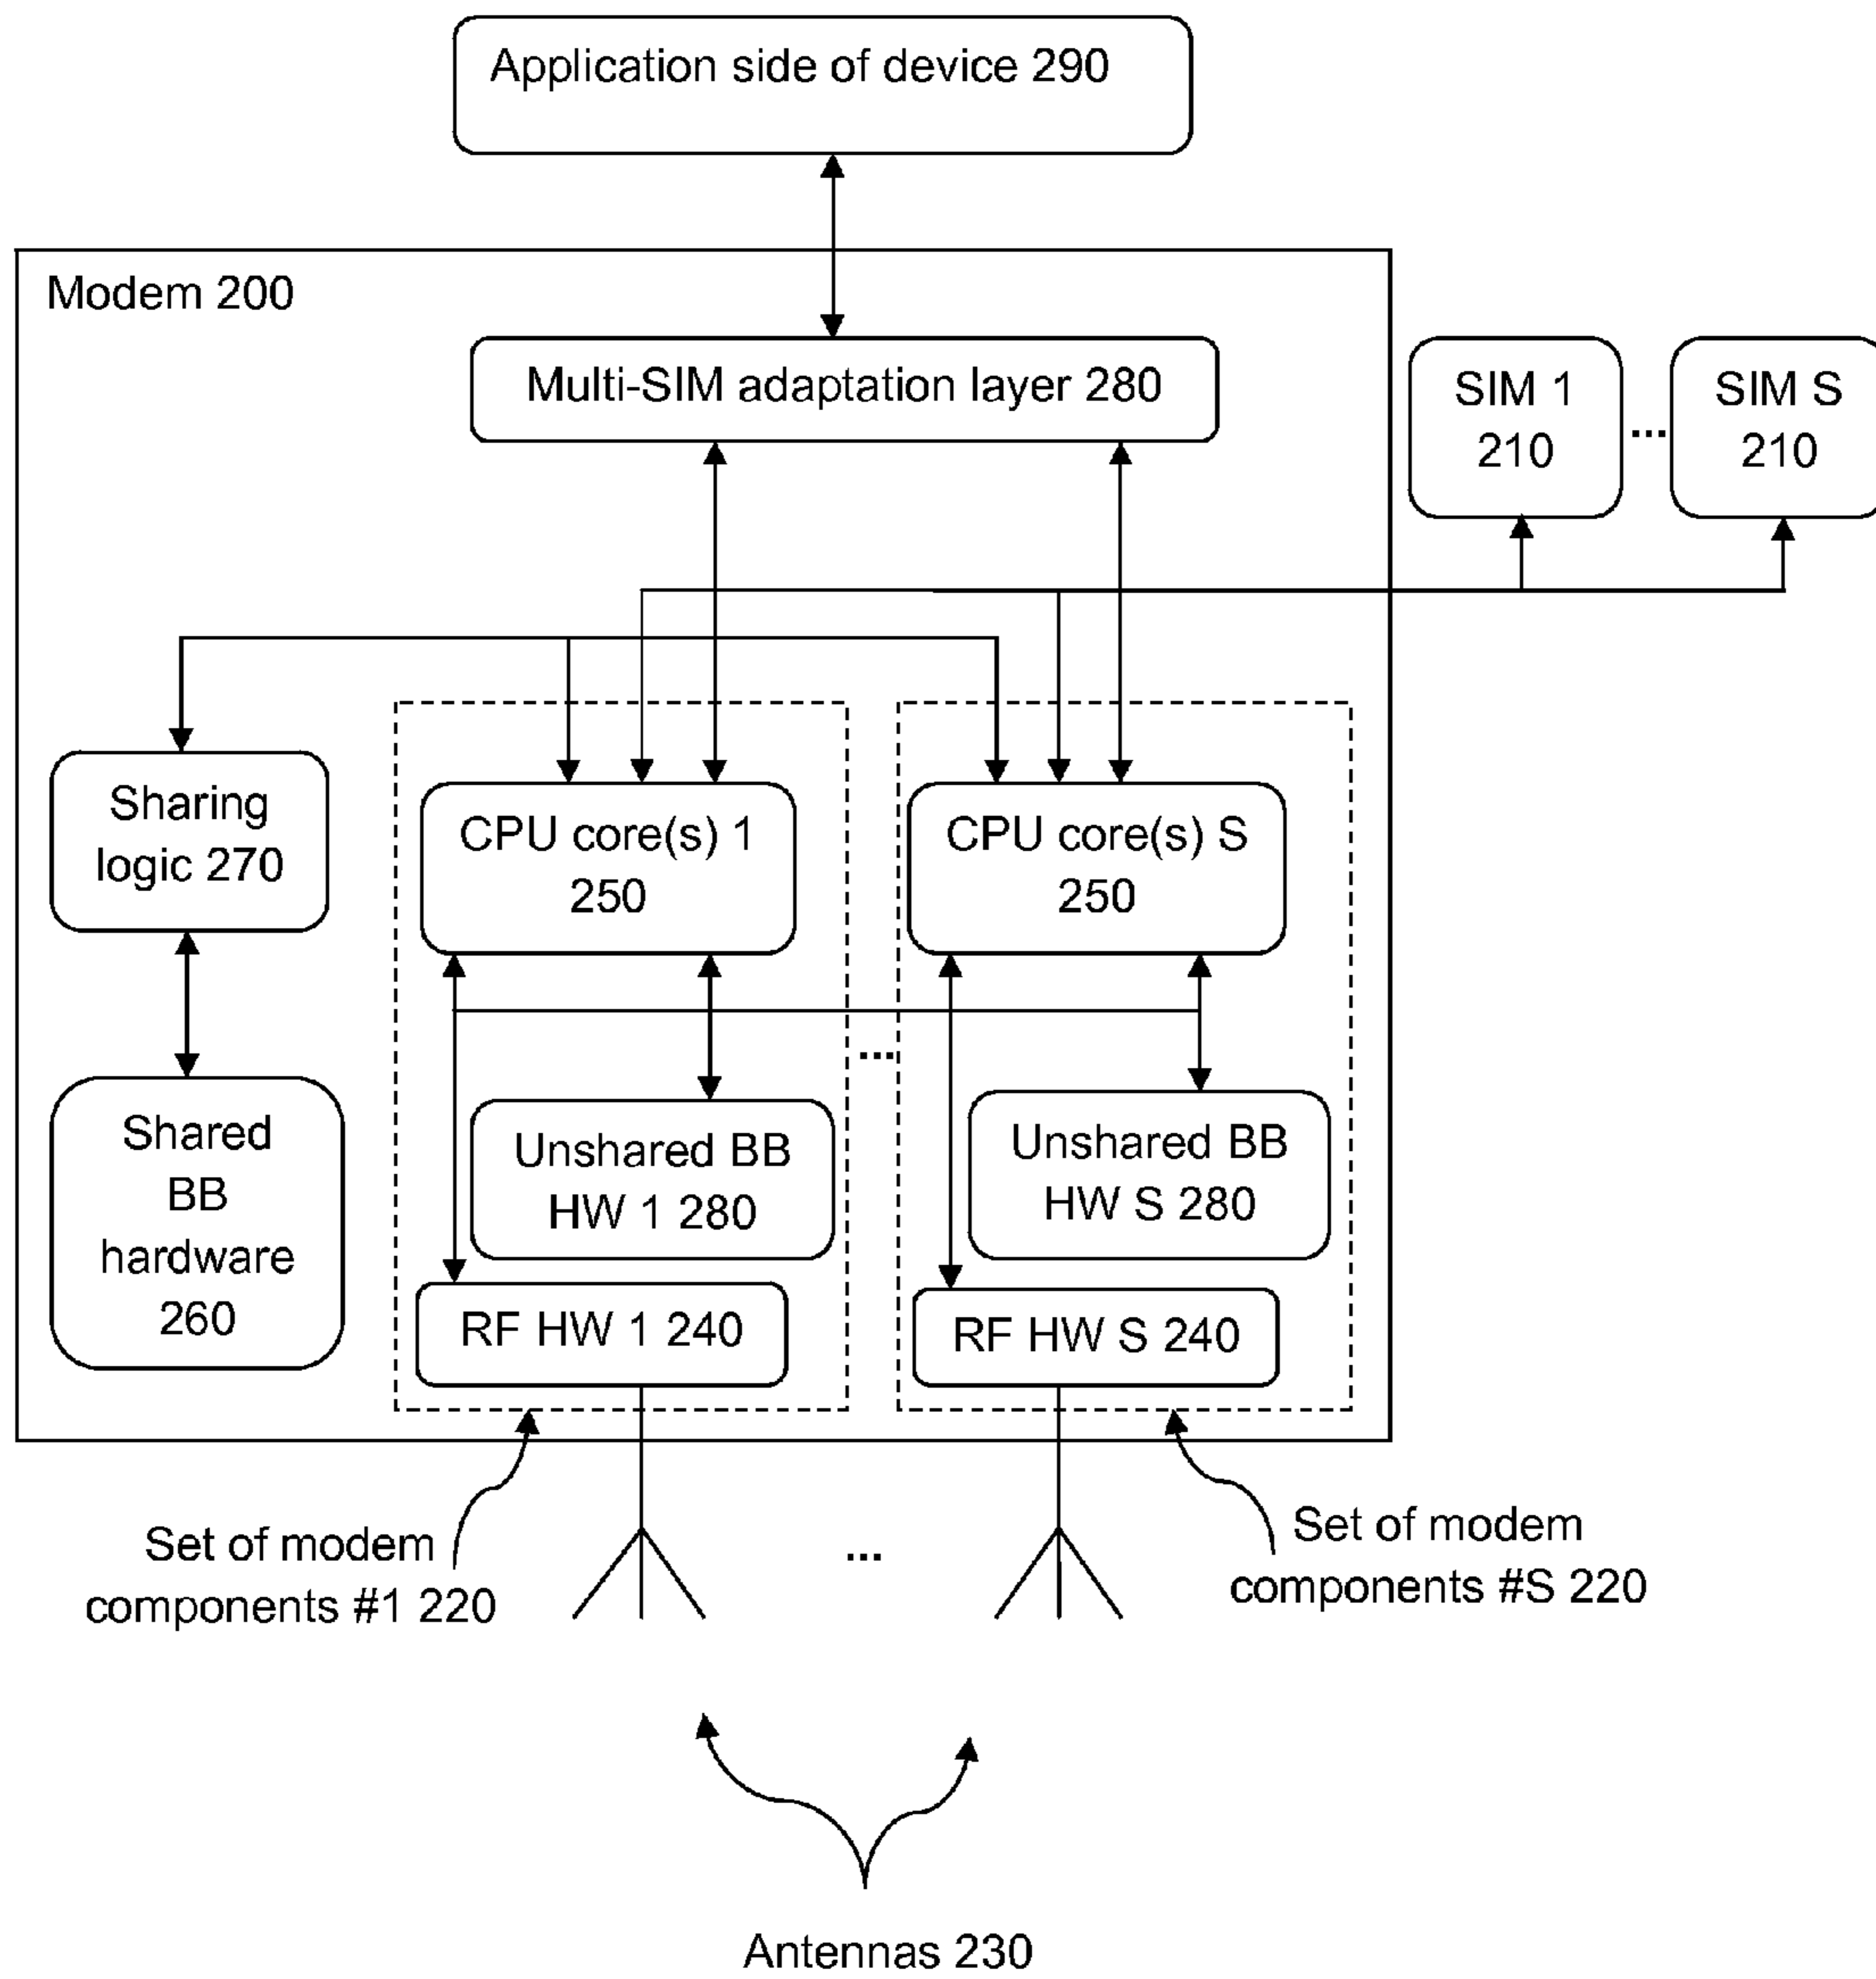 Application side of device 290
Modem 200
Multi-SIM adaptation layer 280
SIM 1
210
...
SIM S
210
Sharing
logic 270
CPU core(s) 1
250
CPU core(s) S
250
...
Shared
BB
hardware
260
Unshared BB
HW 1 280
Unshared BB
HW S 280
RF HW 1 240
RF HW S 240
Set of modem
components #1 220
...
Set of modem
components #S 220
Antennas 230